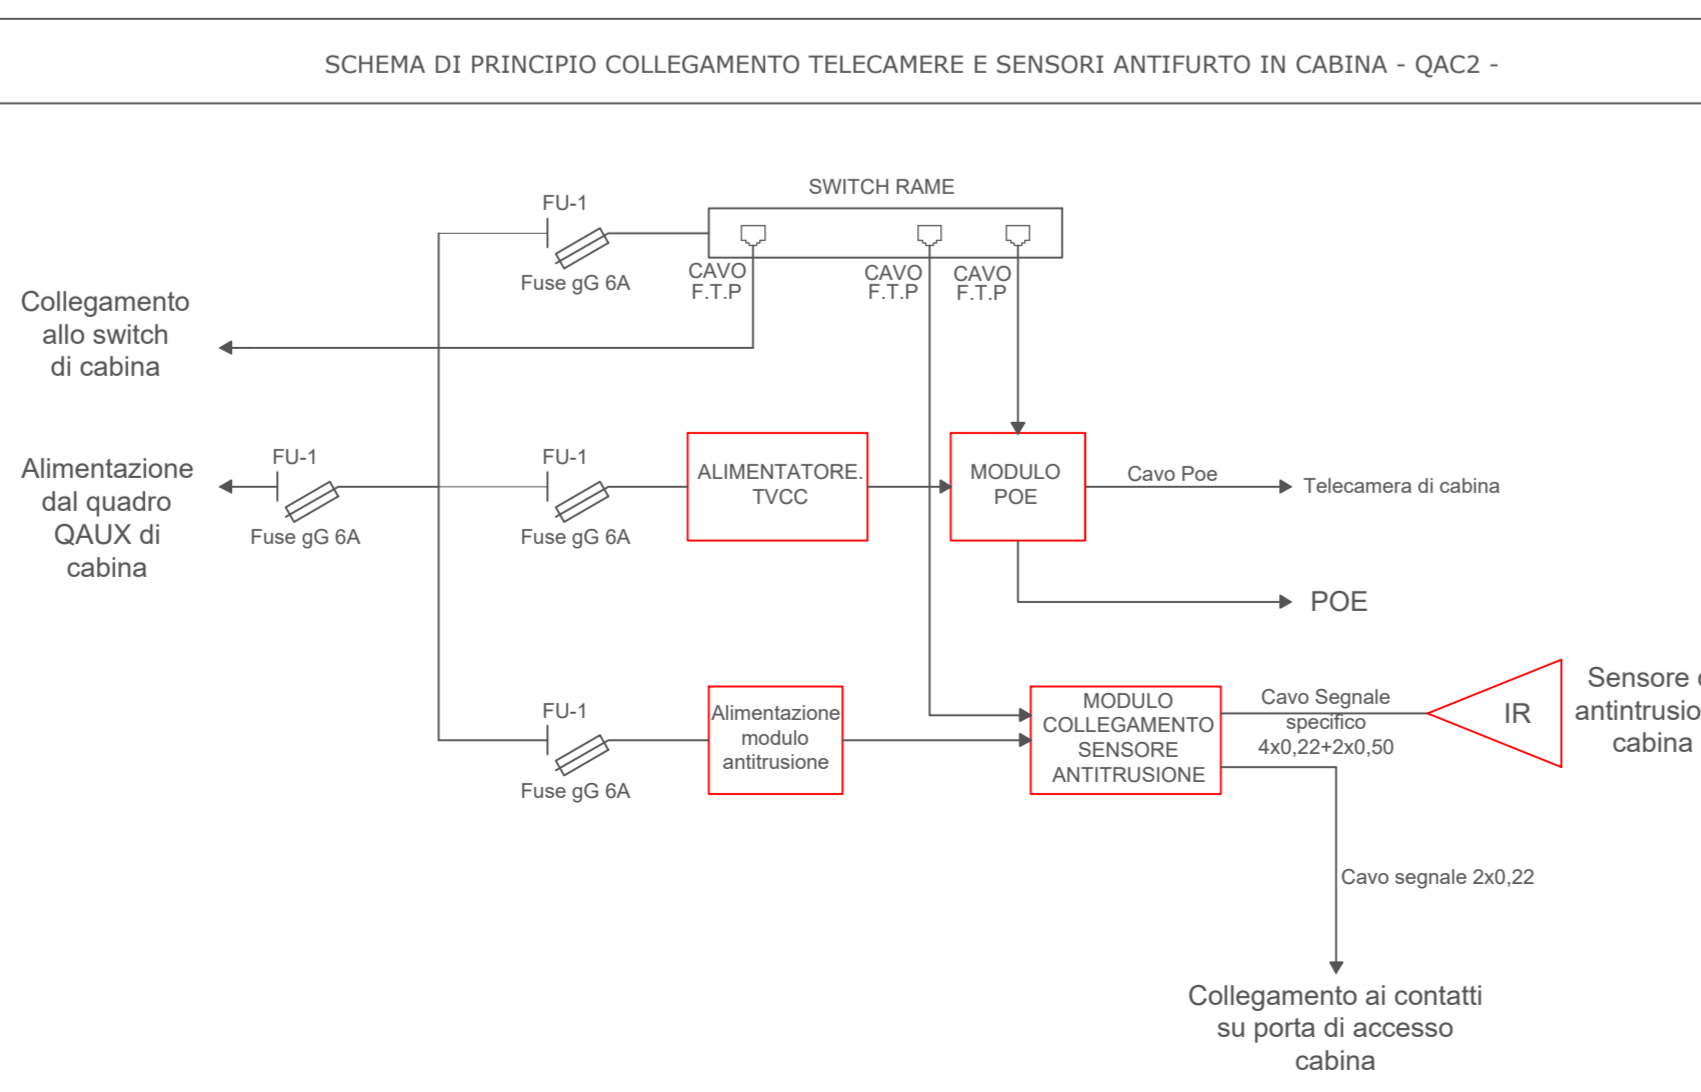 SCHEMA DI PRINCIPIO COLLEGAMENTO TELECAMERE E SENSORI ANTIFURTO IN CABINA - QAC2 -
SWITCH RAME
FU-1
Fuse gG 6A
CAVO
F.T.P
CAVO
F.T.P
CAVO
F.T.P
Collegamento
allo switch
di cabina
Alimentazione
dal quadro
QAUX di
cabina
FU-1
Fuse gG 6A
FU-1
Fuse gG 6A
ALIMENTATORE.
TVCC
MODULO
POE
Cavo Poe
Telecamera di cabina
POE
FU-1
Fuse gG 6A
Alimentazione
modulo
antitrusione
MODULO
COLLEGAMENTO
SENSORE
ANTITRUSIONE
Cavo Segnale
specifico
4x0,22+2x0,50
IR
Sensore
cabina
Cavo segnale 2x0,22
Collegamento ai contatti
su porta di accesso
cabina